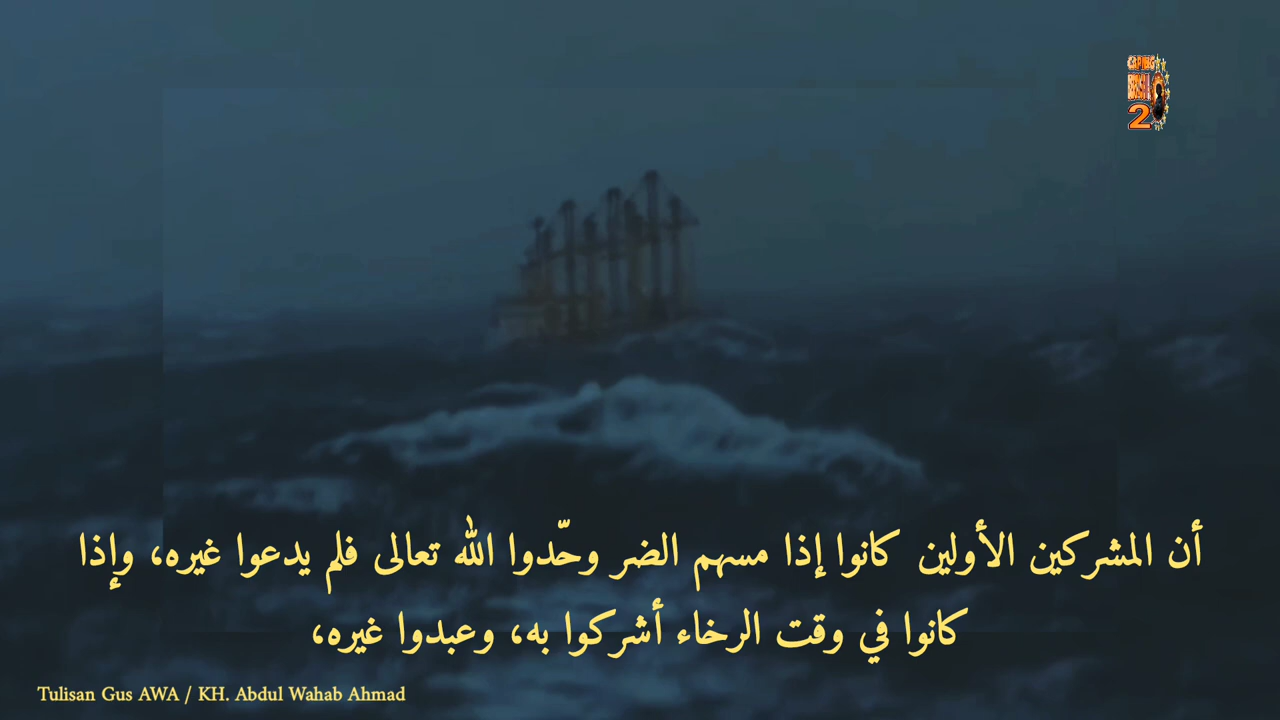 أن المشركين الأولين كانوا إذا مسهم الضر وحّدوا الله تعالى فلم يدعوا غيره، وإذا
كانوا في وقت الرخاء أشركوا به، وعبدوا غيره،
Tulisan Gus AWA / KH. Abdul Wahab Ahmad
2